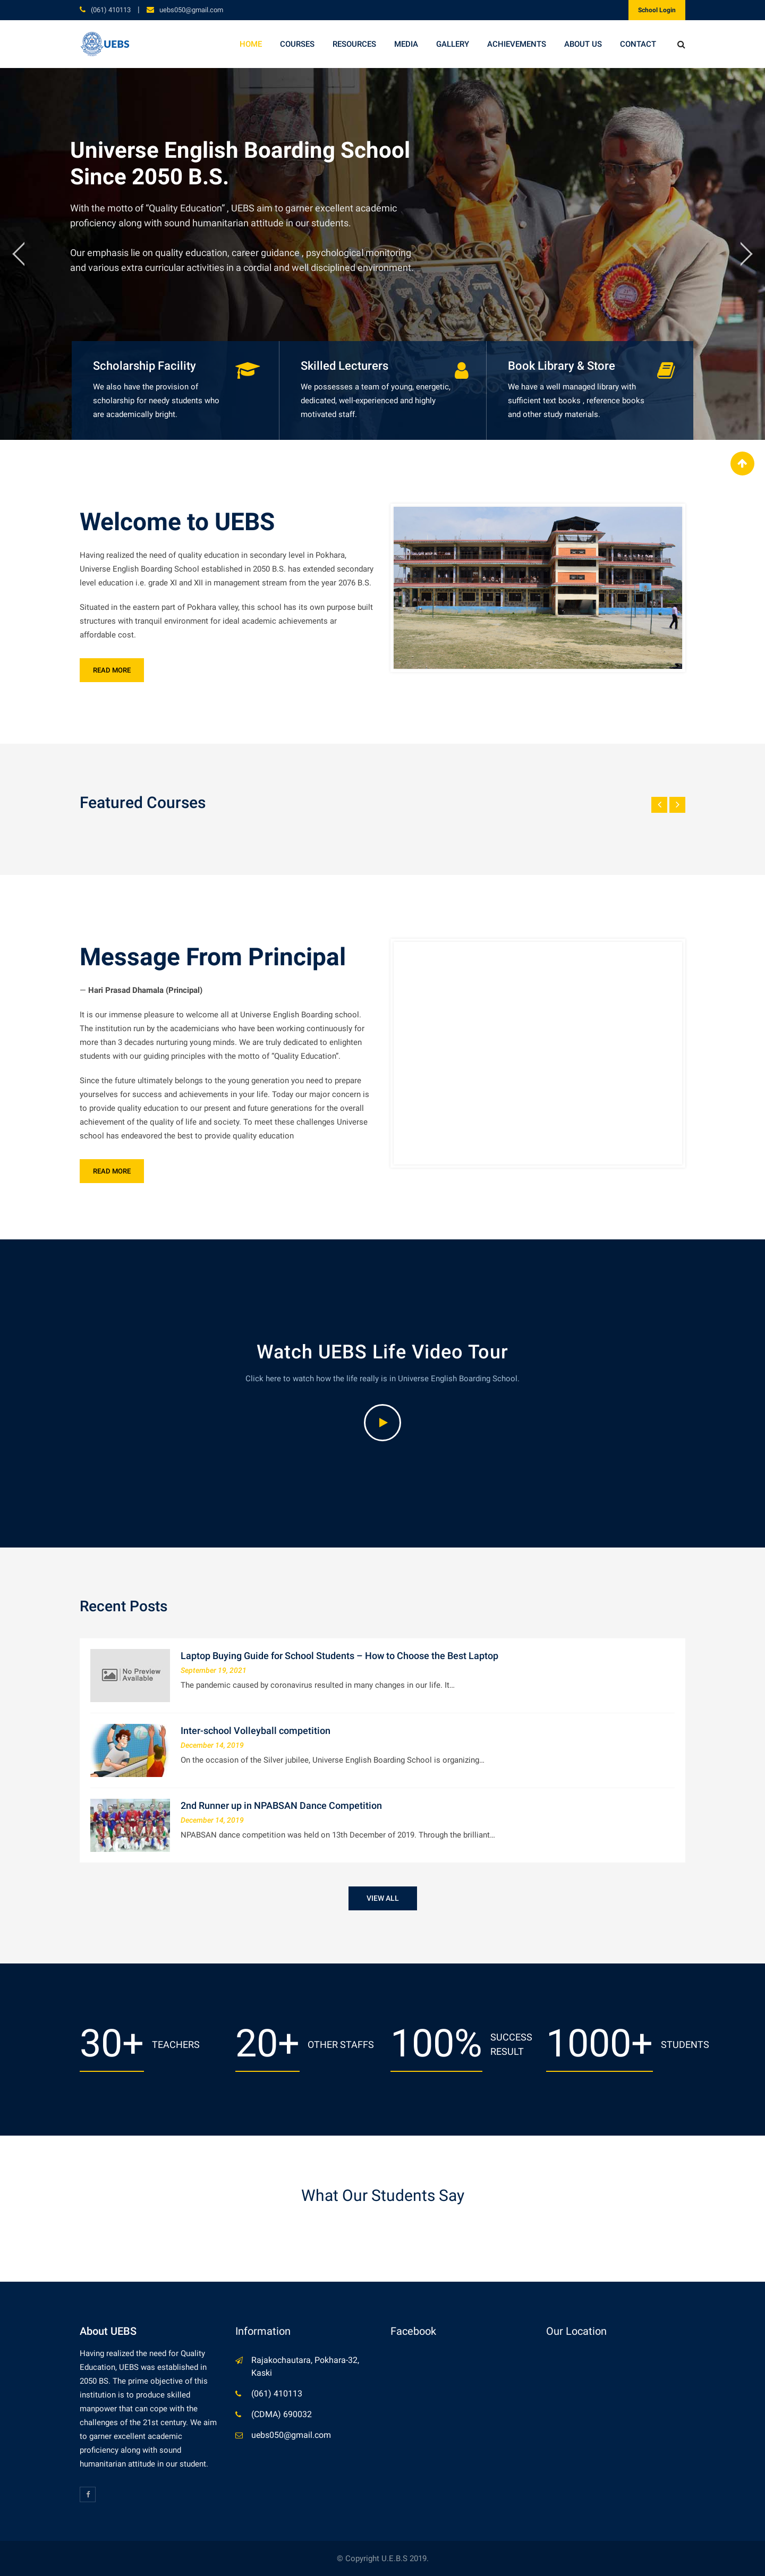 (061) 410113 | uebs050@gmail.com
School Login
UEBS
HOME COURSES RESOURCES MEDIA GALLERY ACHIEVEMENTS ABOUT US CONTACT
Universe English Boarding School
Since 2050 B.S.
With the motto of “Quality Education” , UEBS aim to garner excellent academic
proficiency along with sound humanitarian attitude in our students.
Our emphasis lie on quality education, career guidance , psychological monitoring
and various extra curricular activities in a cordial and well disciplined environment.
Scholarship Facility
We also have the provision of
scholarship for needy students who
are academically bright.
Skilled Lecturers
We possesses a team of young, energetic,
dedicated, well-experienced and highly
motivated staff.
Book Library & Store
We have a well managed library with
sufficient text books , reference books
and other study materials.
Welcome to UEBS
Having realized the need of quality education in secondary level in Pokhara,
Universe English Boarding School established in 2050 B.S. has extended secondary
level education i.e. grade XI and XII in management stream from the year 2076 B.S.
Situated in the eastern part of Pokhara valley, this school has its own purpose built
structures with tranquil environment for ideal academic achievements ar
affordable cost.
READ MORE
Featured Courses
Message From Principal
— Hari Prasad Dhamala (Principal)
It is our immense pleasure to welcome all at Universe English Boarding school.
The institution run by the academicians who have been working continuously for
more than 3 decades nurturing young minds. We are truly dedicated to enlighten
students with our guiding principles with the motto of “Quality Education”.
Since the future ultimately belongs to the young generation you need to prepare
yourselves for success and achievements in your life. Today our major concern is
to provide quality education to our present and future generations for the overall
achievement of the quality of life and society. To meet these challenges Universe
school has endeavored the best to provide quality education
READ MORE
Watch UEBS Life Video Tour
Click here to watch how the life really is in Universe English Boarding School.
Recent Posts
No Preview
Available
Laptop Buying Guide for School Students – How to Choose the Best Laptop
September 19, 2021
The pandemic caused by coronavirus resulted in many changes in our life. It…
Inter-school Volleyball competition
December 14, 2019
On the occasion of the Silver jubilee, Universe English Boarding School is organizing…
2nd Runner up in NPABSAN Dance Competition
December 14, 2019
NPABSAN dance competition was held on 13th December of 2019. Through the brilliant…
VIEW ALL
30+ TEACHERS
20+ OTHER STAFFS
100% SUCCESS
RESULT
1000+ STUDENTS
What Our Students Say
About UEBS
Having realized the need for Quality
Education, UEBS was established in
2050 BS. The prime objective of this
institution is to produce skilled
manpower that can cope with the
challenges of the 21st century. We aim
to garner excellent academic
proficiency along with sound
humanitarian attitude in our student.
Information
Rajakochautara, Pokhara-32,
Kaski
(061) 410113
(CDMA) 690032
uebs050@gmail.com
Facebook
Our Location
© Copyright U.E.B.S 2019.